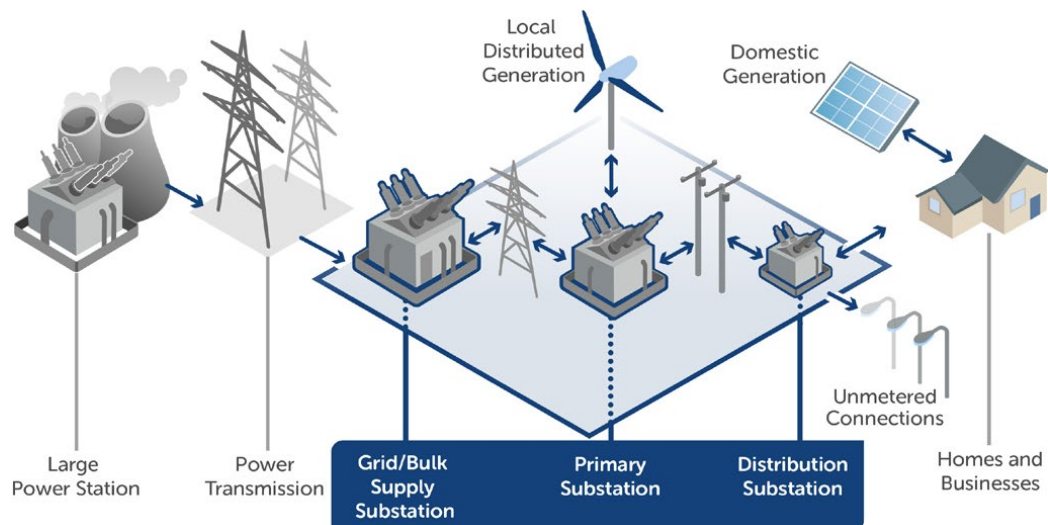 Local
Distributed
Generation
Domestic
Generation
Unmetered
Connections
Large
Power Station
Power
Transmission
Grid/Bulk
Supply
Substation
Primary
Substation
Distribution
Substation
Homes and
Businesses